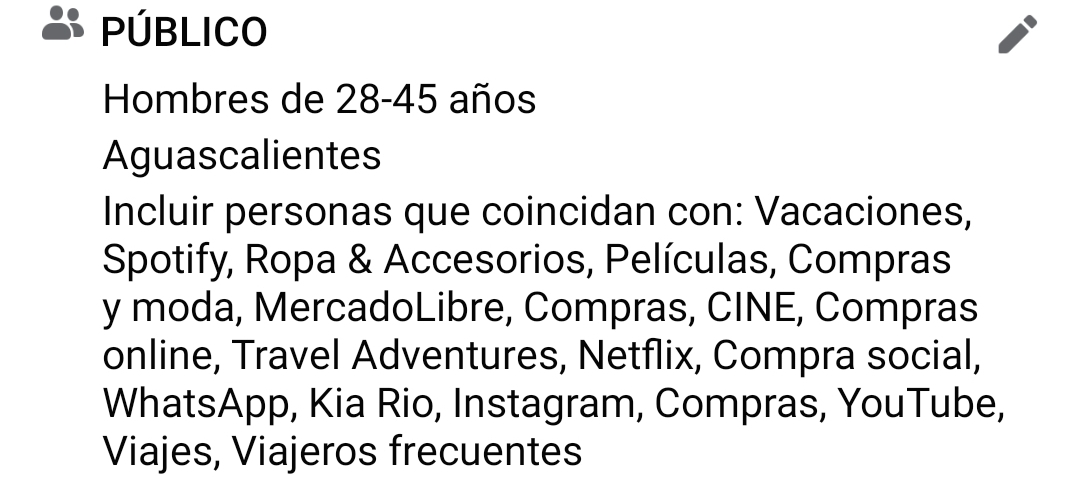 PÚBLICO
Hombres de 28-45 años
Aguascalientes
Incluir personas que coincidan con: Vacaciones,
Spotify, Ropa & Accesorios, Películas, Compras
y moda, MercadoLibre, Compras, CINE, Compras
online, Travel Adventures, Netflix, Compra social,
WhatsApp, Kia Rio, Instagram, Compras, YouTube,
Viajes, Viajeros frecuentes